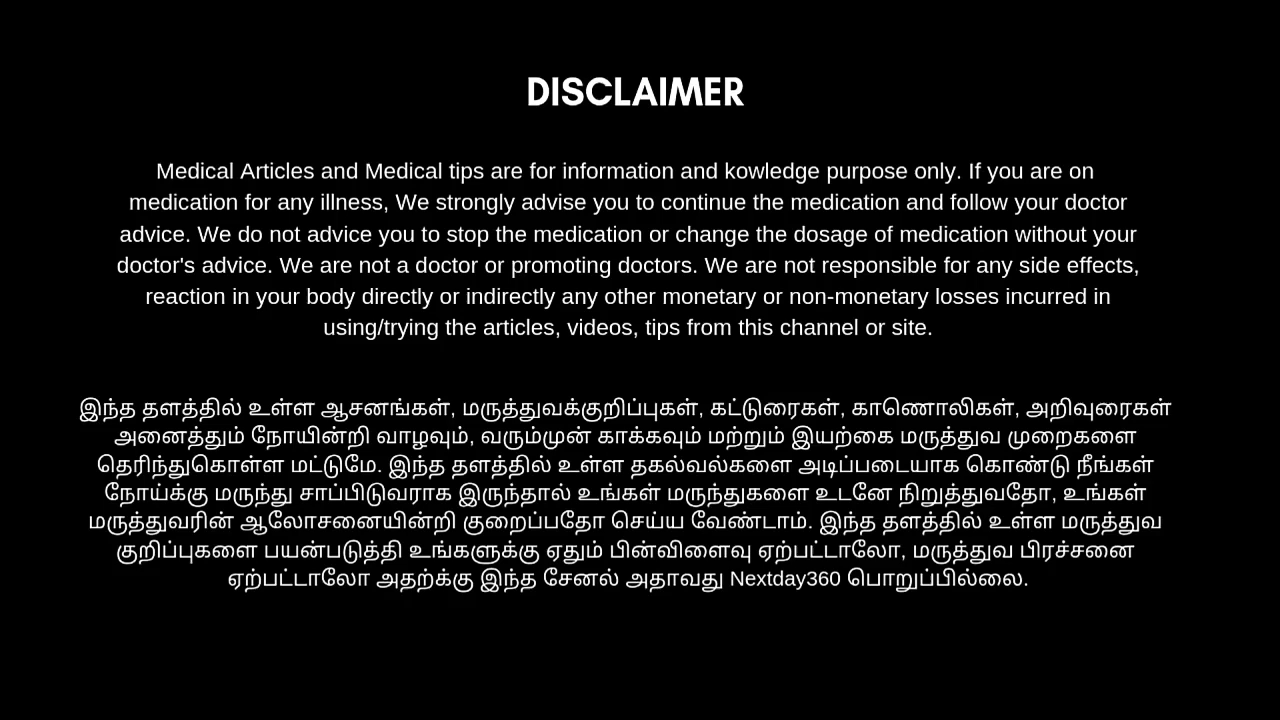 DISCLAIMER
Medical Articles and Medical tips are for information and kowledge purpose only. If you are on
medication for any illness, We strongly advise you to continue the medication and follow your doctor
advice. We do not advice you to stop the medication or change the dosage of medication without your
doctor's advice. We are not a doctor or promoting doctors. We are not responsible for any side effects,
reaction in your body directly or indirectly any other monetary or non-monetary losses incurred in
using/trying the articles, videos, tips from this channel or site.
இந்த தளத்தில் உள்ள ஆசனங்கள், மருத்துவக்குறிப்புகள், கட்டுரைகள், காணொலிகள், அறிவுரைகள்
அனைத்தும் நோயின்றி வாழவும், வரும்முன் காக்கவும் மற்றும் இயற்கை மருத்துவ முறைகளை
தெரிந்துகொள்ள மட்டுமே. இந்த தளத்தில் உள்ள தகல்வல்களை அடிப்படையாக கொண்டு நீங்கள்
நோய்க்கு மருந்து சாப்பிடுவராக இருந்தால் உங்கள் மருந்துகளை உடனே நிறுத்துவதோ, உங்கள்
மருத்துவரின் ஆலோசனையின்றி குறைப்பதோ செய்ய வேண்டாம். இந்த தளத்தில் உள்ள மருத்துவ
குறிப்புகளை பயன்படுத்தி உங்களுக்கு ஏதும் பின்விளைவு ஏற்பட்டாலோ, மருத்துவ பிரச்சனை
ஏற்பட்டாலோ அதற்க்கு இந்த சேனல் அதாவது Nextday360 பொறுப்பில்லை.